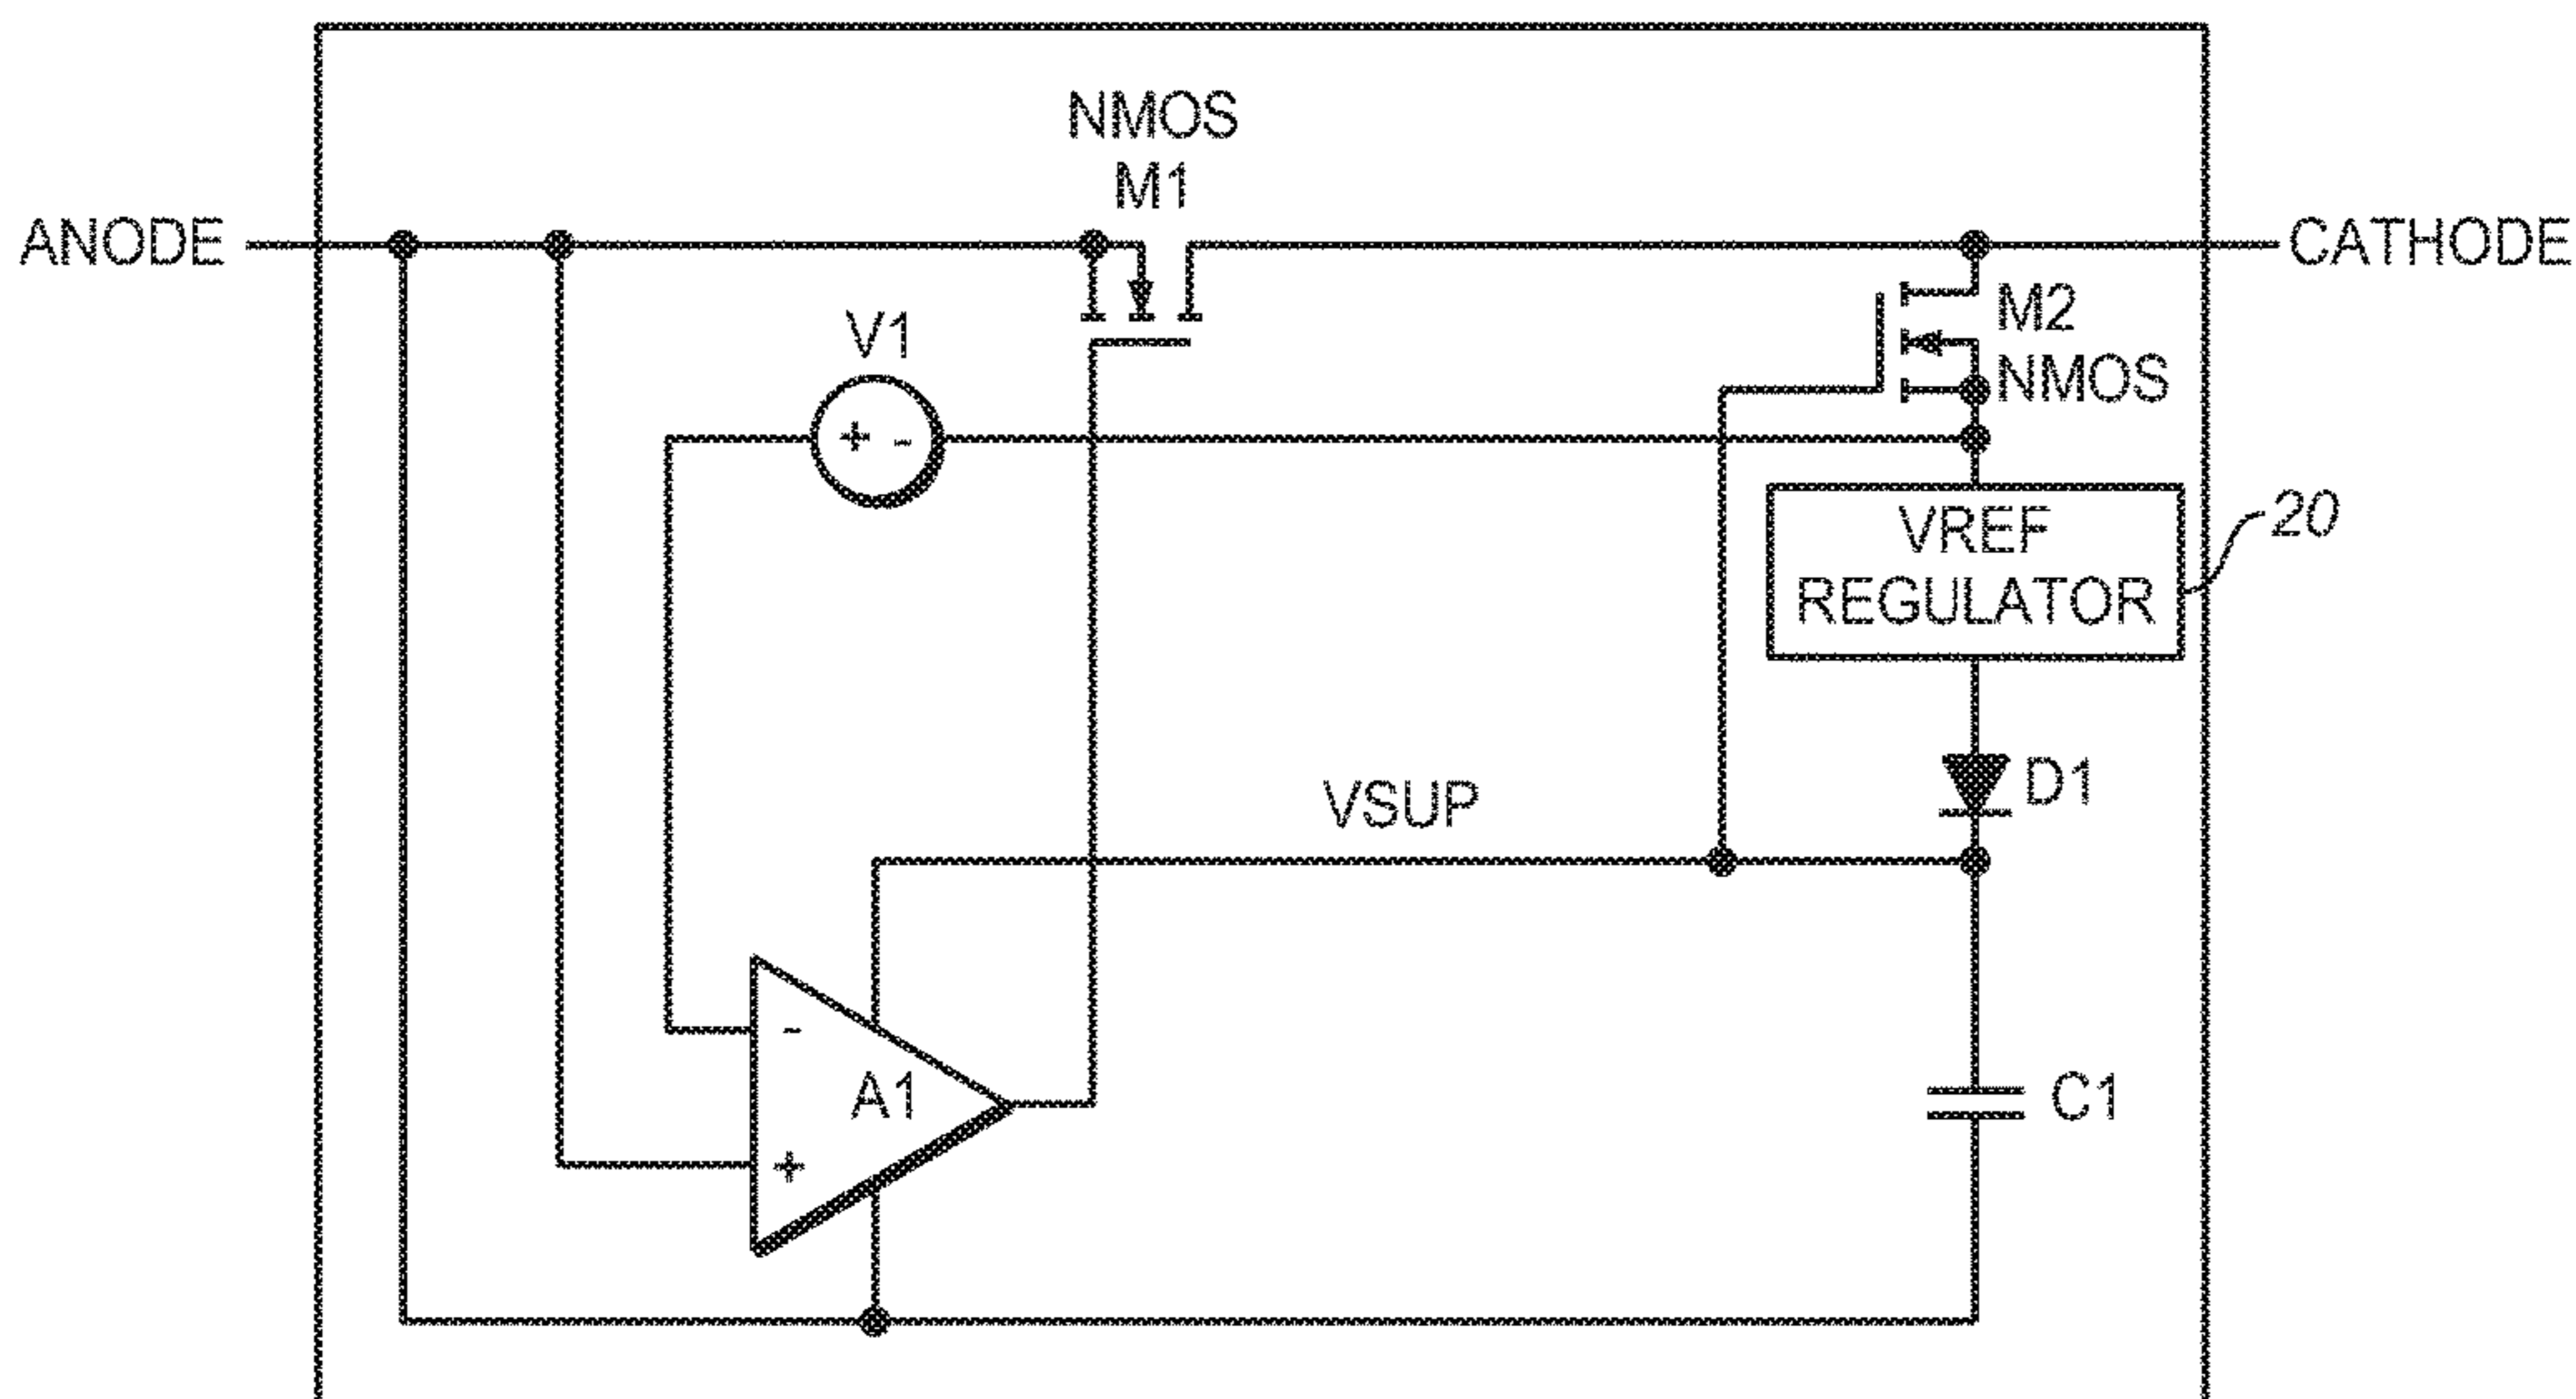 NMOS
M1
ANODE
CATHODE
V1
+ -
M2
NMOS
VREF
REGULATOR
20
D1
VSUP
-
A1
+
C1